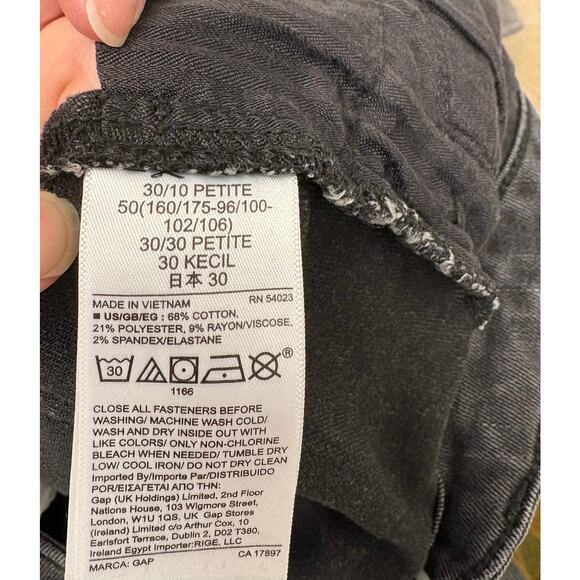 30/10 PETITE
50(160/175-96/100-
102/106)
30/30 PETITE
30 KECIL
日本 30
MADE IN VIETNAM RN 54023
■ US/GB/EG: 68% COTTON,
21% POLYESTER, 9% RAYON/VISCOSE,
2% SPANDEX/ELASTANE
30 ®
1166
CLOSE ALL FASTENERS BEFORE
WASHING/ MACHINE WASH COLD/
WASH AND DRY INSIDE OUT WITH
LIKE COLORS/ ONLY NON-CHLORINE
BLEACH WHEN NEEDED/ TUMBLE DRY
LOW/ COOL IRON/ DO NOT DRY CLEAN
Imported By/Importe Par/DISTRIBUIDO
POR/ΕΙΣΑΓΕΤΑΙ ΑΠΟ ΤΗΝ:
Gap (UK Holdings) Limited, 2nd Floor
Nations House, 103 Wigmore Street
London, W1U 1QS, UK Gap Stores
(Ireland) Limited c/o Arthur Cox, 10
Earlsfort Terrace, Dublin 2, D02 T380,
Ireland Egypt Importer:RIGE, LLC
CA 17897
MARCA: GAP